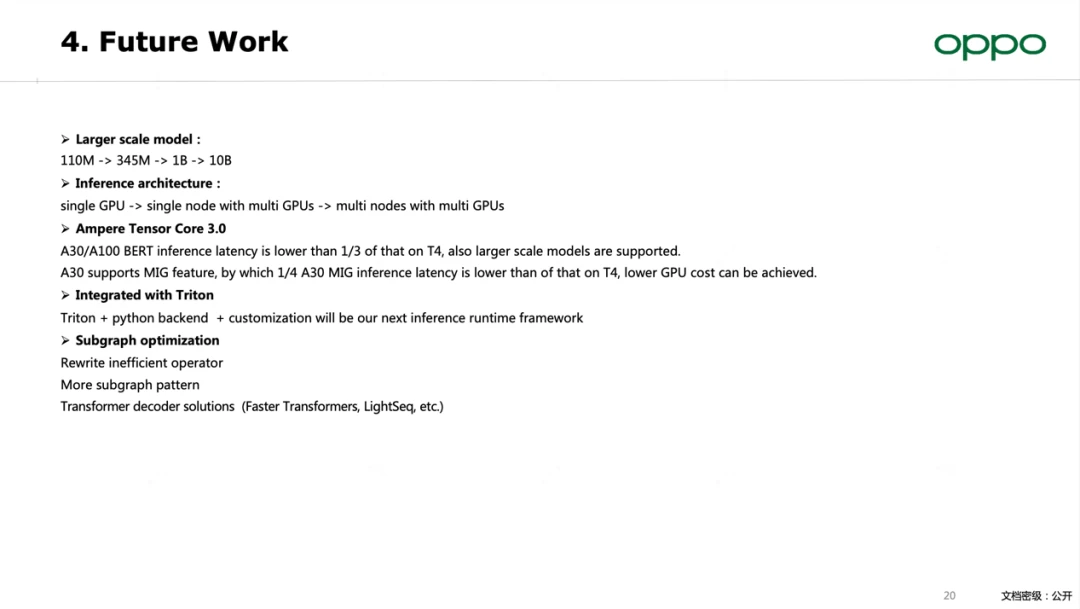 4. Future Work
oppo
➢ Larger scale model :
110M -> 345M -> 1B -> 10B
➢ Inference architecture :
single GPU -> single node with multi GPUs -> multi nodes with multi GPUs
➢ Ampere Tensor Core 3.0
A30/A100 BERT inference latency is lower than 1/3 of that on T4, also larger scale models are supported.
A30 supports MIG feature, by which 1/4 A30 MIG inference latency is lower than of that on T4, lower GPU cost can be achieved.
➢ Integrated with Triton
Triton + python backend + customization will be our next inference runtime framework
➢ Subgraph optimization
Rewrite inefficient operator
More subgraph pattern
Transformer decoder solutions (Faster Transformers, LightSeq, etc.)
20
文档密级：公开